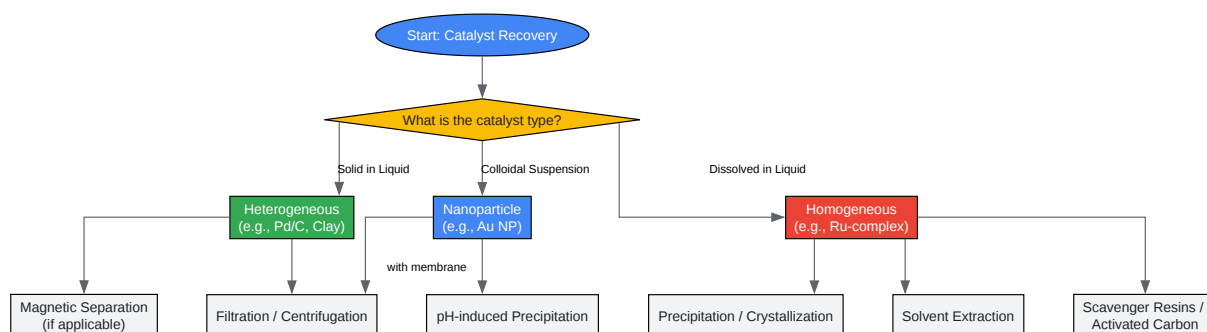 Start: Catalyst Recovery
What is the catalyst type?
Solid in Liquid
Colloidal Suspension
Dissolved in Liquid
Heterogeneous
(e.g., Pd/C, Clay)
Nanoparticle
(e.g., Au NP)
Homogeneous
(e.g., Ru-complex)
with membrane
Magnetic Separation
(if applicable)
Filtration / Centrifugation
pH-induced Precipitation
Precipitation / Crystallization
Solvent Extraction
Scavenger Resins /
Activated Carbon